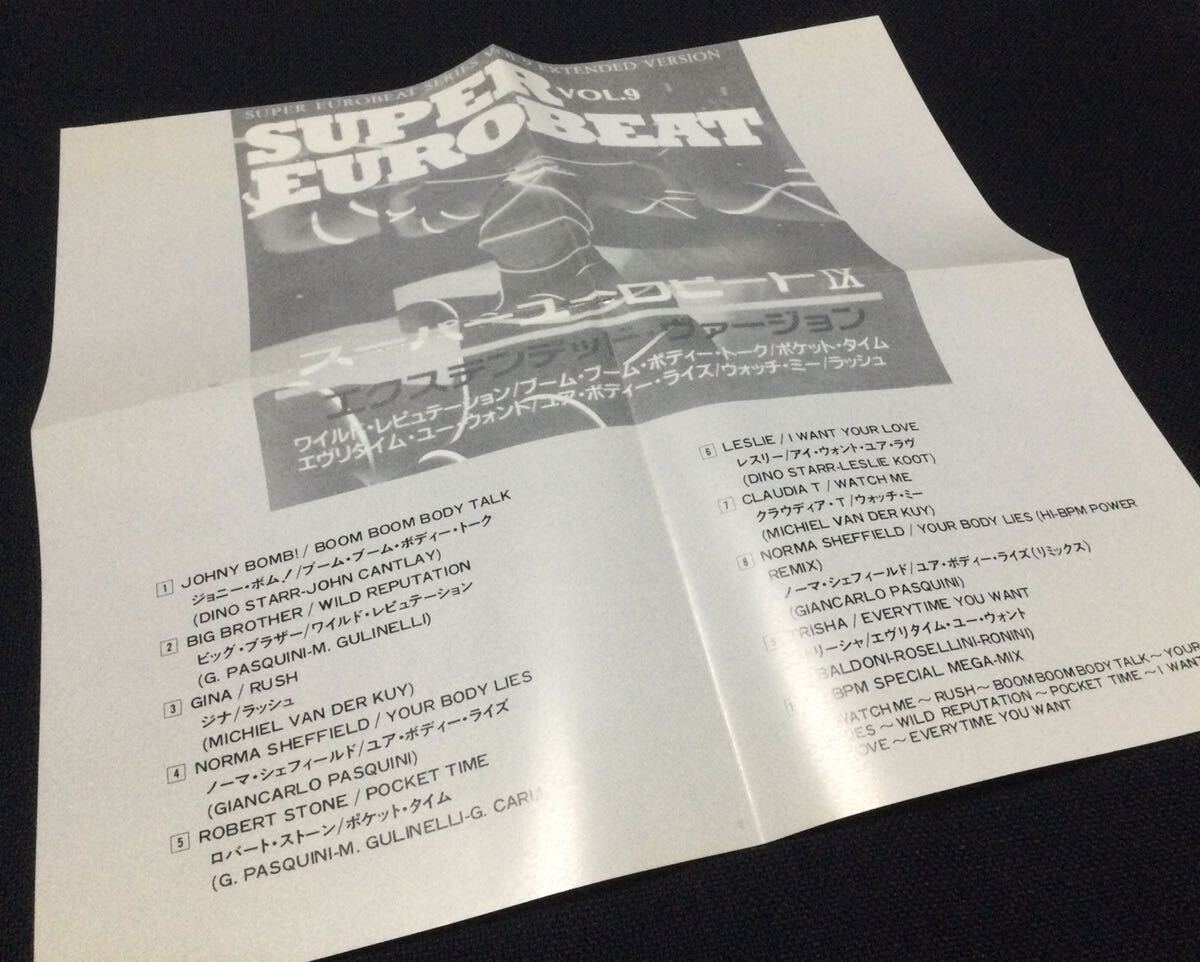 SUPER EUROBEAT SERIES VOL.9 EXTENDED VERSION
SUPER VOL.9
EUROBEAT
スーパーユーロビート IX
エクステンデッド・ヴァージョン
ワイルド・レピュテーション/ブーム・ブーム・ボディー・トーク/ポケット・タイム
エヴリタイム・ユー・ウォント/ユア・ボディー・ライズ/ウォッチ・ミー/ラッシュ
1 JOHNY BOMB! / BOOM BOOM BODY TALK
ジョニー・ボム!/ブーム・ブーム・ボディー・トーク
(DINO STARR-JOHN CANTLAY)
2 BIG BROTHER / WILD REPUTATION
ビッグ・ブラザー/ワイルド・レピュテーション
(G. PASQUINI-M. GULINELLI)
3 GINA / RUSH
ジナ/ラッシュ
(MICHIEL VAN DER KUY)
4 NORMA SHEFFIELD / YOUR BODY LIES
ノーマ・シェフィールド/ユア・ボディー・ライズ
(GIANCARLO PASQUINI)
5 ROBERT STONE / POCKET TIME
ロバート・ストーン/ポケット・タイム
(G. PASQUINI-M. GULINELLI-G.
6 LESLIE / I WANT YOUR LOVE
レスリー/アイ・ウォント・ユア・ラヴ
(DINO STARR-LESLIE KOOT)
7 CLAUDIA T / WATCH ME
クラウディア・T/ウォッチ・ミー
(MICHIEL VAN DER KUY)
8 NORMA SHEFFIELD / YOUR BODY LIES (HI-BPM POWER
REMIX)
ノーマ・シェフィールド/ユア・ボディー・ライズ(リミックス)
(GIANCARLO PASQUINI)
9 TRISHA / EVERYTIME YOU WANT
リーシャ/エヴリタイム・ユー・ウォント
BALDONI-ROSELLINI-RONINI)
BPM SPECIAL MEGA-MIX
WATCH ME～RUSH～BOOM BOOM BODY TALK～YOUR
～WILD REPUTATION～POCKET TIME～I WANT
～EVERYTIME YOU WANT